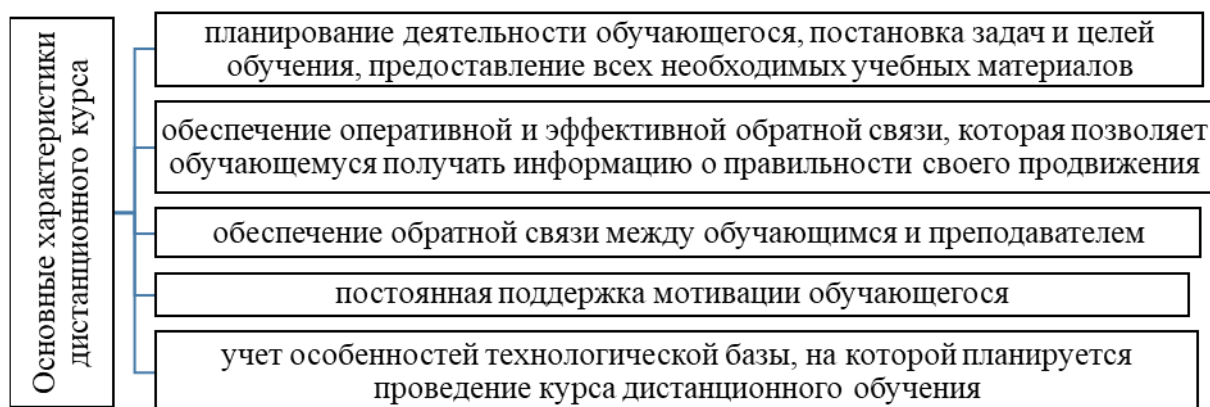 Основные характеристики
дистанционного курса
планирование деятельности обучающегося, постановка задач и целей
обучения, предоставление всех необходимых учебных материалов
обеспечение оперативной и эффективной обратной связи, которая позволяет
обучающемуся получать информацию о правильности своего продвижения
обеспечение обратной связи между обучающимся и преподавателем
постоянная поддержка мотивации обучающегося
учет особенностей технологической базы, на которой планируется
проведение курса дистанционного обучения